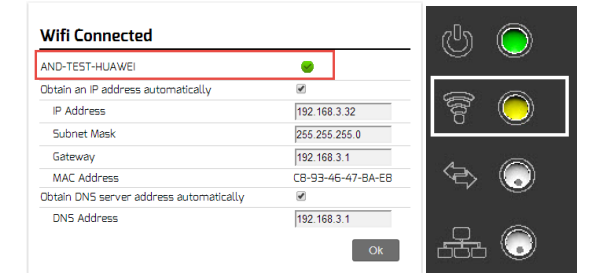 Wifi Connected
AND-TEST-HUAWEI
Obtain an IP address automatically
IP Address 192.168.3.32
Subnet Mask 255.255.255.0
Gateway 192.168.3.1
MAC Address C8-93-46-47-BA-EB
Obtain DNS server address automatically
DNS Address 192.168.3.1
Ok